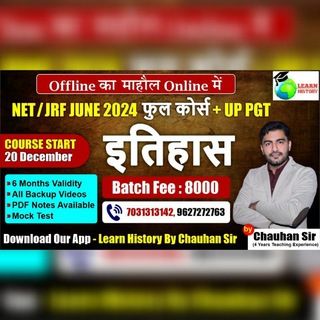 Offline का माहौल Online में
LEARN
HISTORY
NET/JRF JUNE 2024 फुल कोर्स + UP PGT
COURSE START
20 December
इतिहास
6 Months Validity
All Backup Videos
PDF Notes Available
Mock Test
Batch Fee : 8000
7031313142, 9627272763
by
Chauhan Sir
(4 Years Teaching Experience)
Download Our App - Learn History By Chauhan Sir